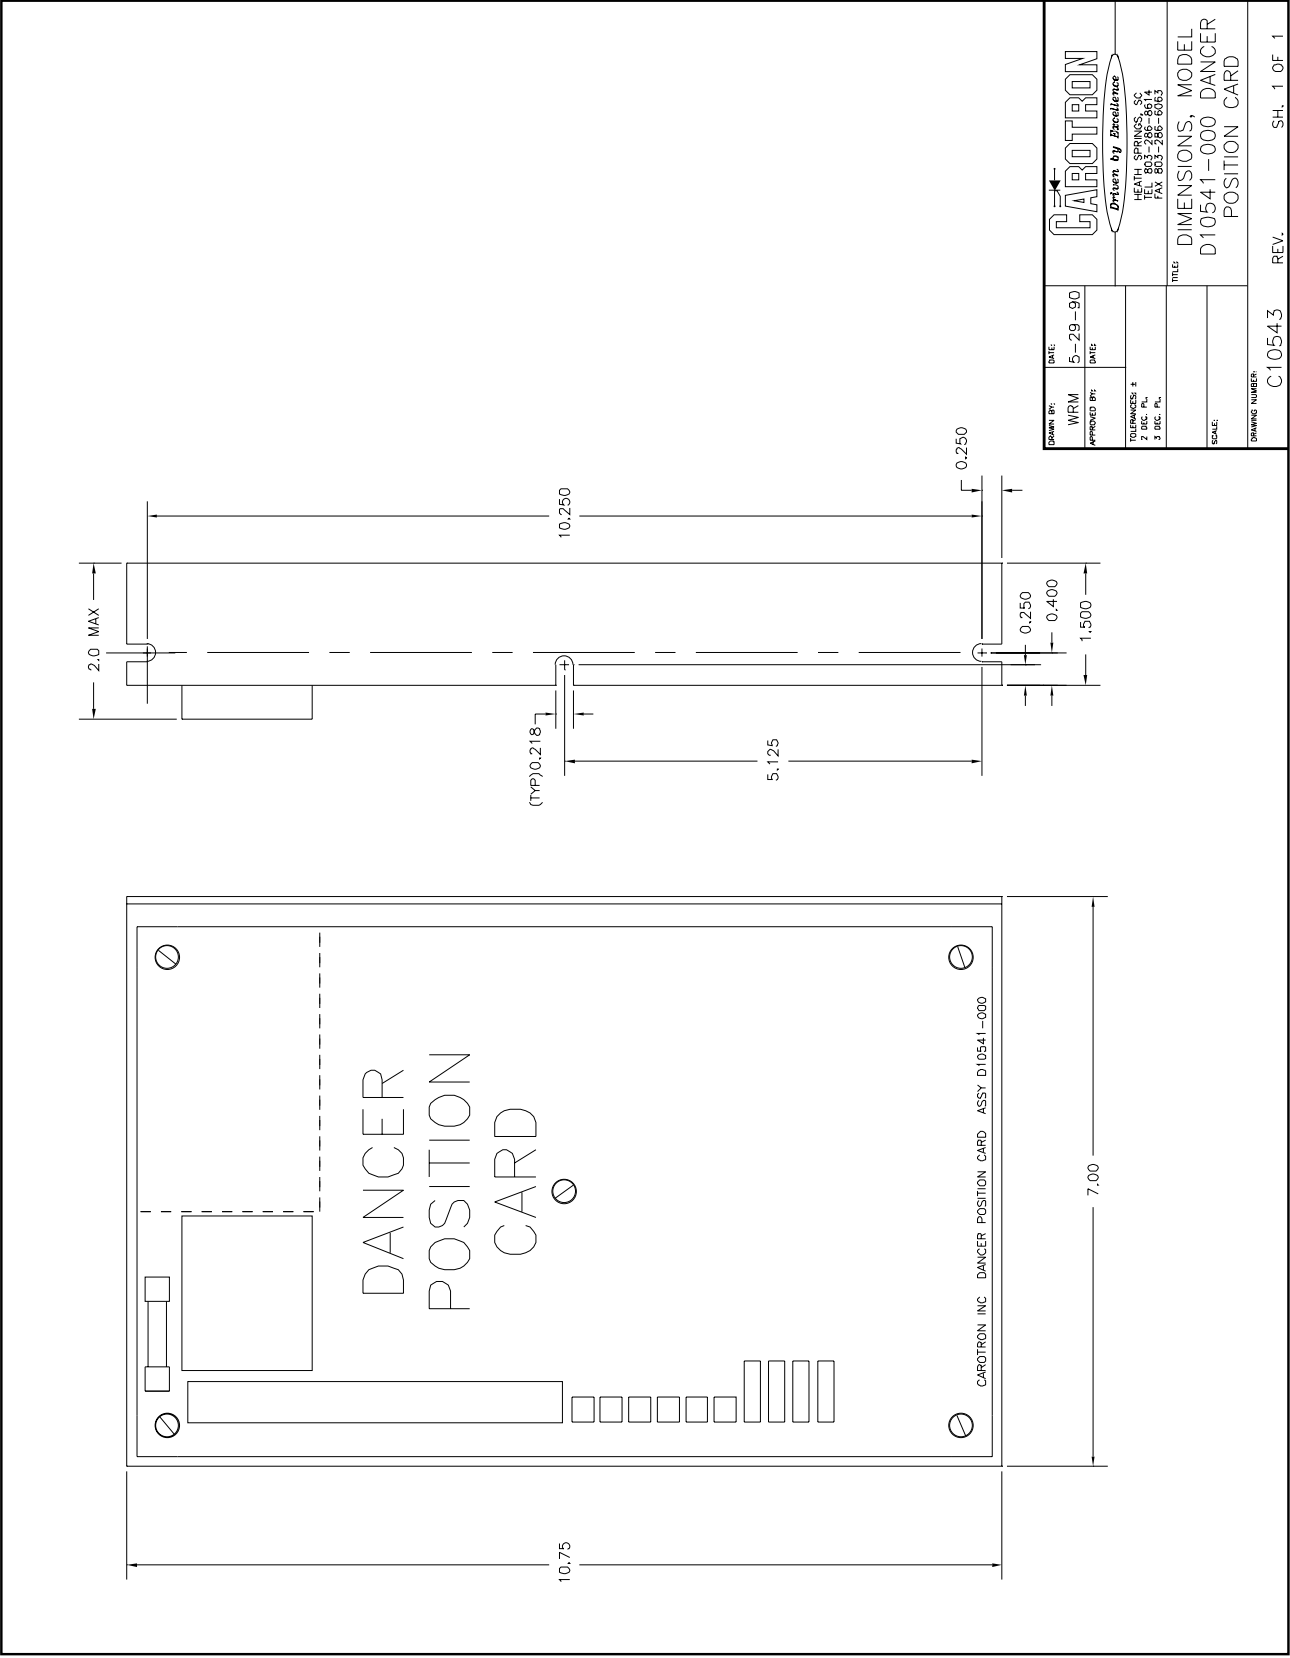 10.75
7.00
DANCER
POSITION
CARD
CAROTRON INC DANCER POSITION CARD ASSY D10541-000
2.0 MAX
10.250
0.250
(TYP)0.218
5.125
0.250
0.400
1.500
DRAWN BY:
WRM
DATE:
5-29-90
APPROVED BY:
DATE:
TOLERANCES: ±
2 DEC. PL.
3 DEC. PL.
SCALE:
CAROTRON
Driven by Excellence
HEATH SPRINGS, SC
TEL 803-286-8614
FAX 803-286-6063
TITLE:
DIMENSIONS, MODEL
D10541-000 DANCER
POSITION CARD
DRAWING NUMBER:
C10543 REV. SH. 1 OF 1